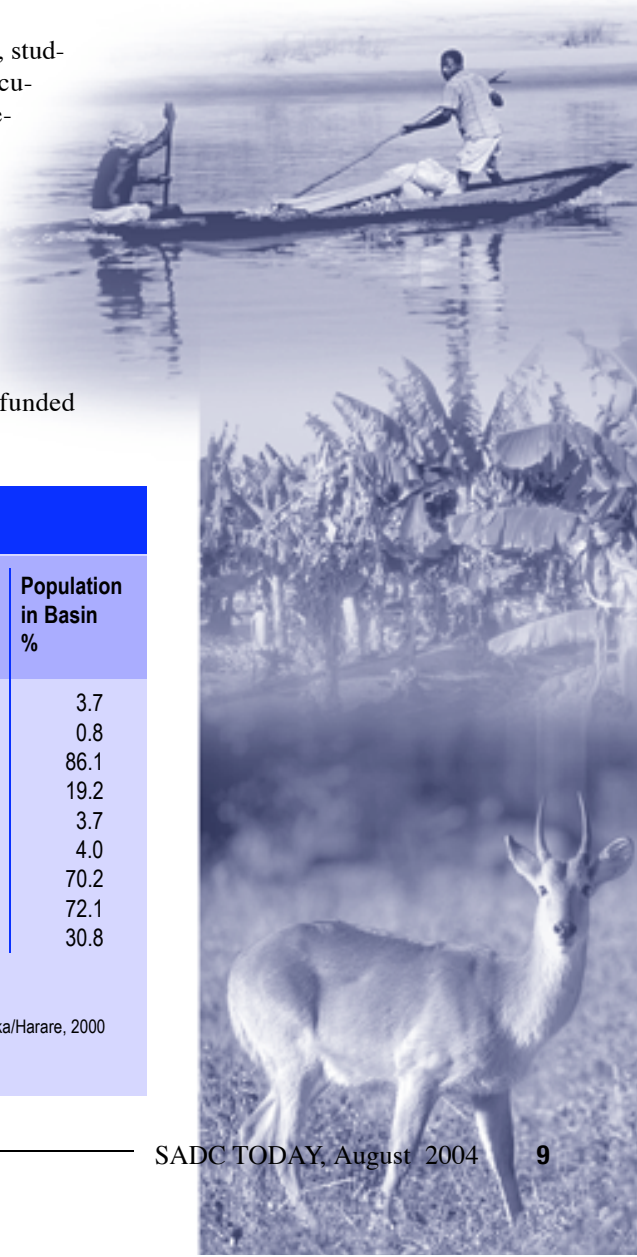 , stud-
cu-
e-
funded
Population
in Basin
%
3.7
0.8
86.1
19.2
3.7
4.0
70.2
72.1
30.8
ka/Harare, 2000
SADC TODAY, August 2004 9